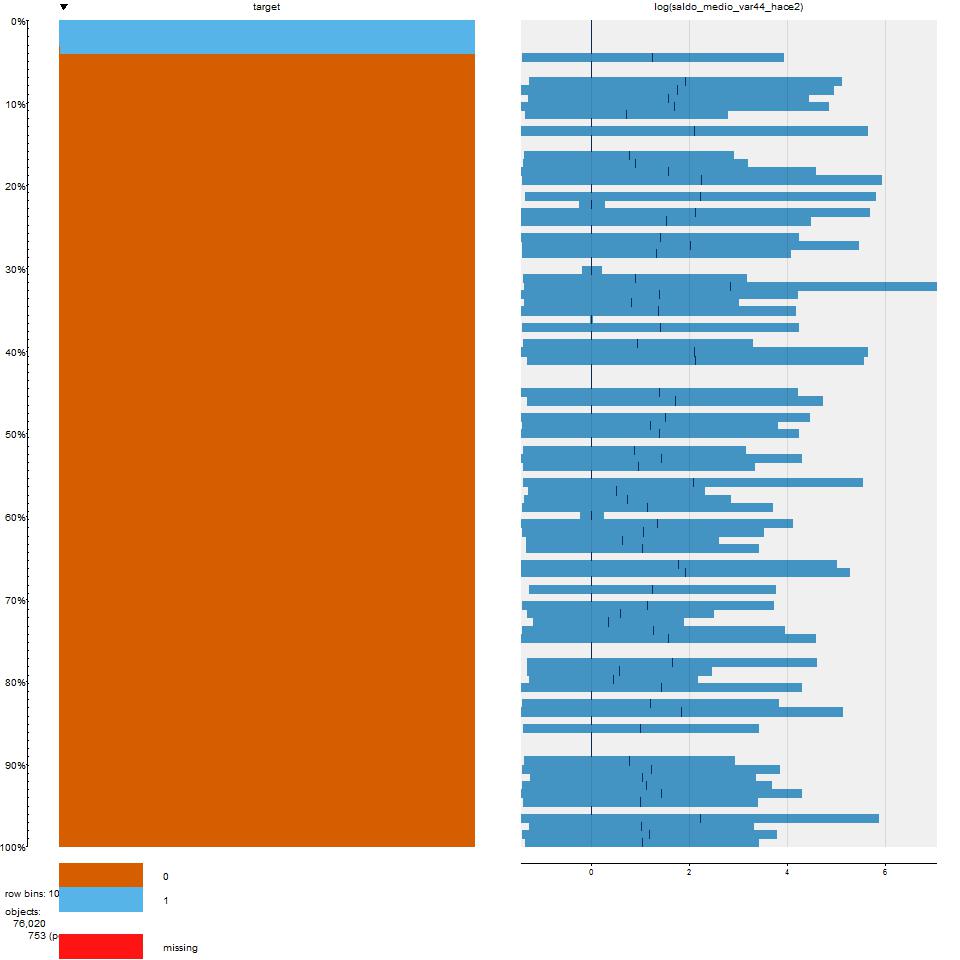 target
log(saldo_medio_var44_hace2)
0%
10%
20%
30%
40%
50%
60%
70%
80%
90%
100%
0 2 4 6
0
1
row bins: 10
objects:
76,020
753 (p
missing